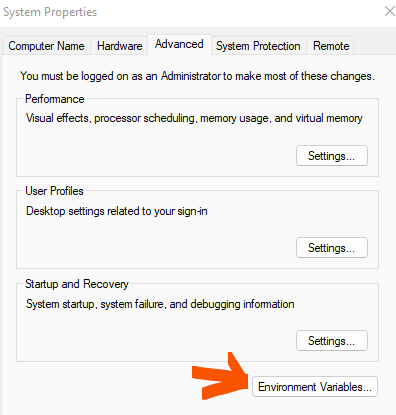 System Properties
Computer Name Hardware Advanced System Protection Remote
You must be logged on as an Administrator to make most of these changes.
Performance
Visual effects, processor scheduling, memory usage, and virtual memory
Settings...
User Profiles
Desktop settings related to your sign-in
Settings...
Startup and Recovery
System startup, system failure, and debugging information
Settings...
Environment Variables...